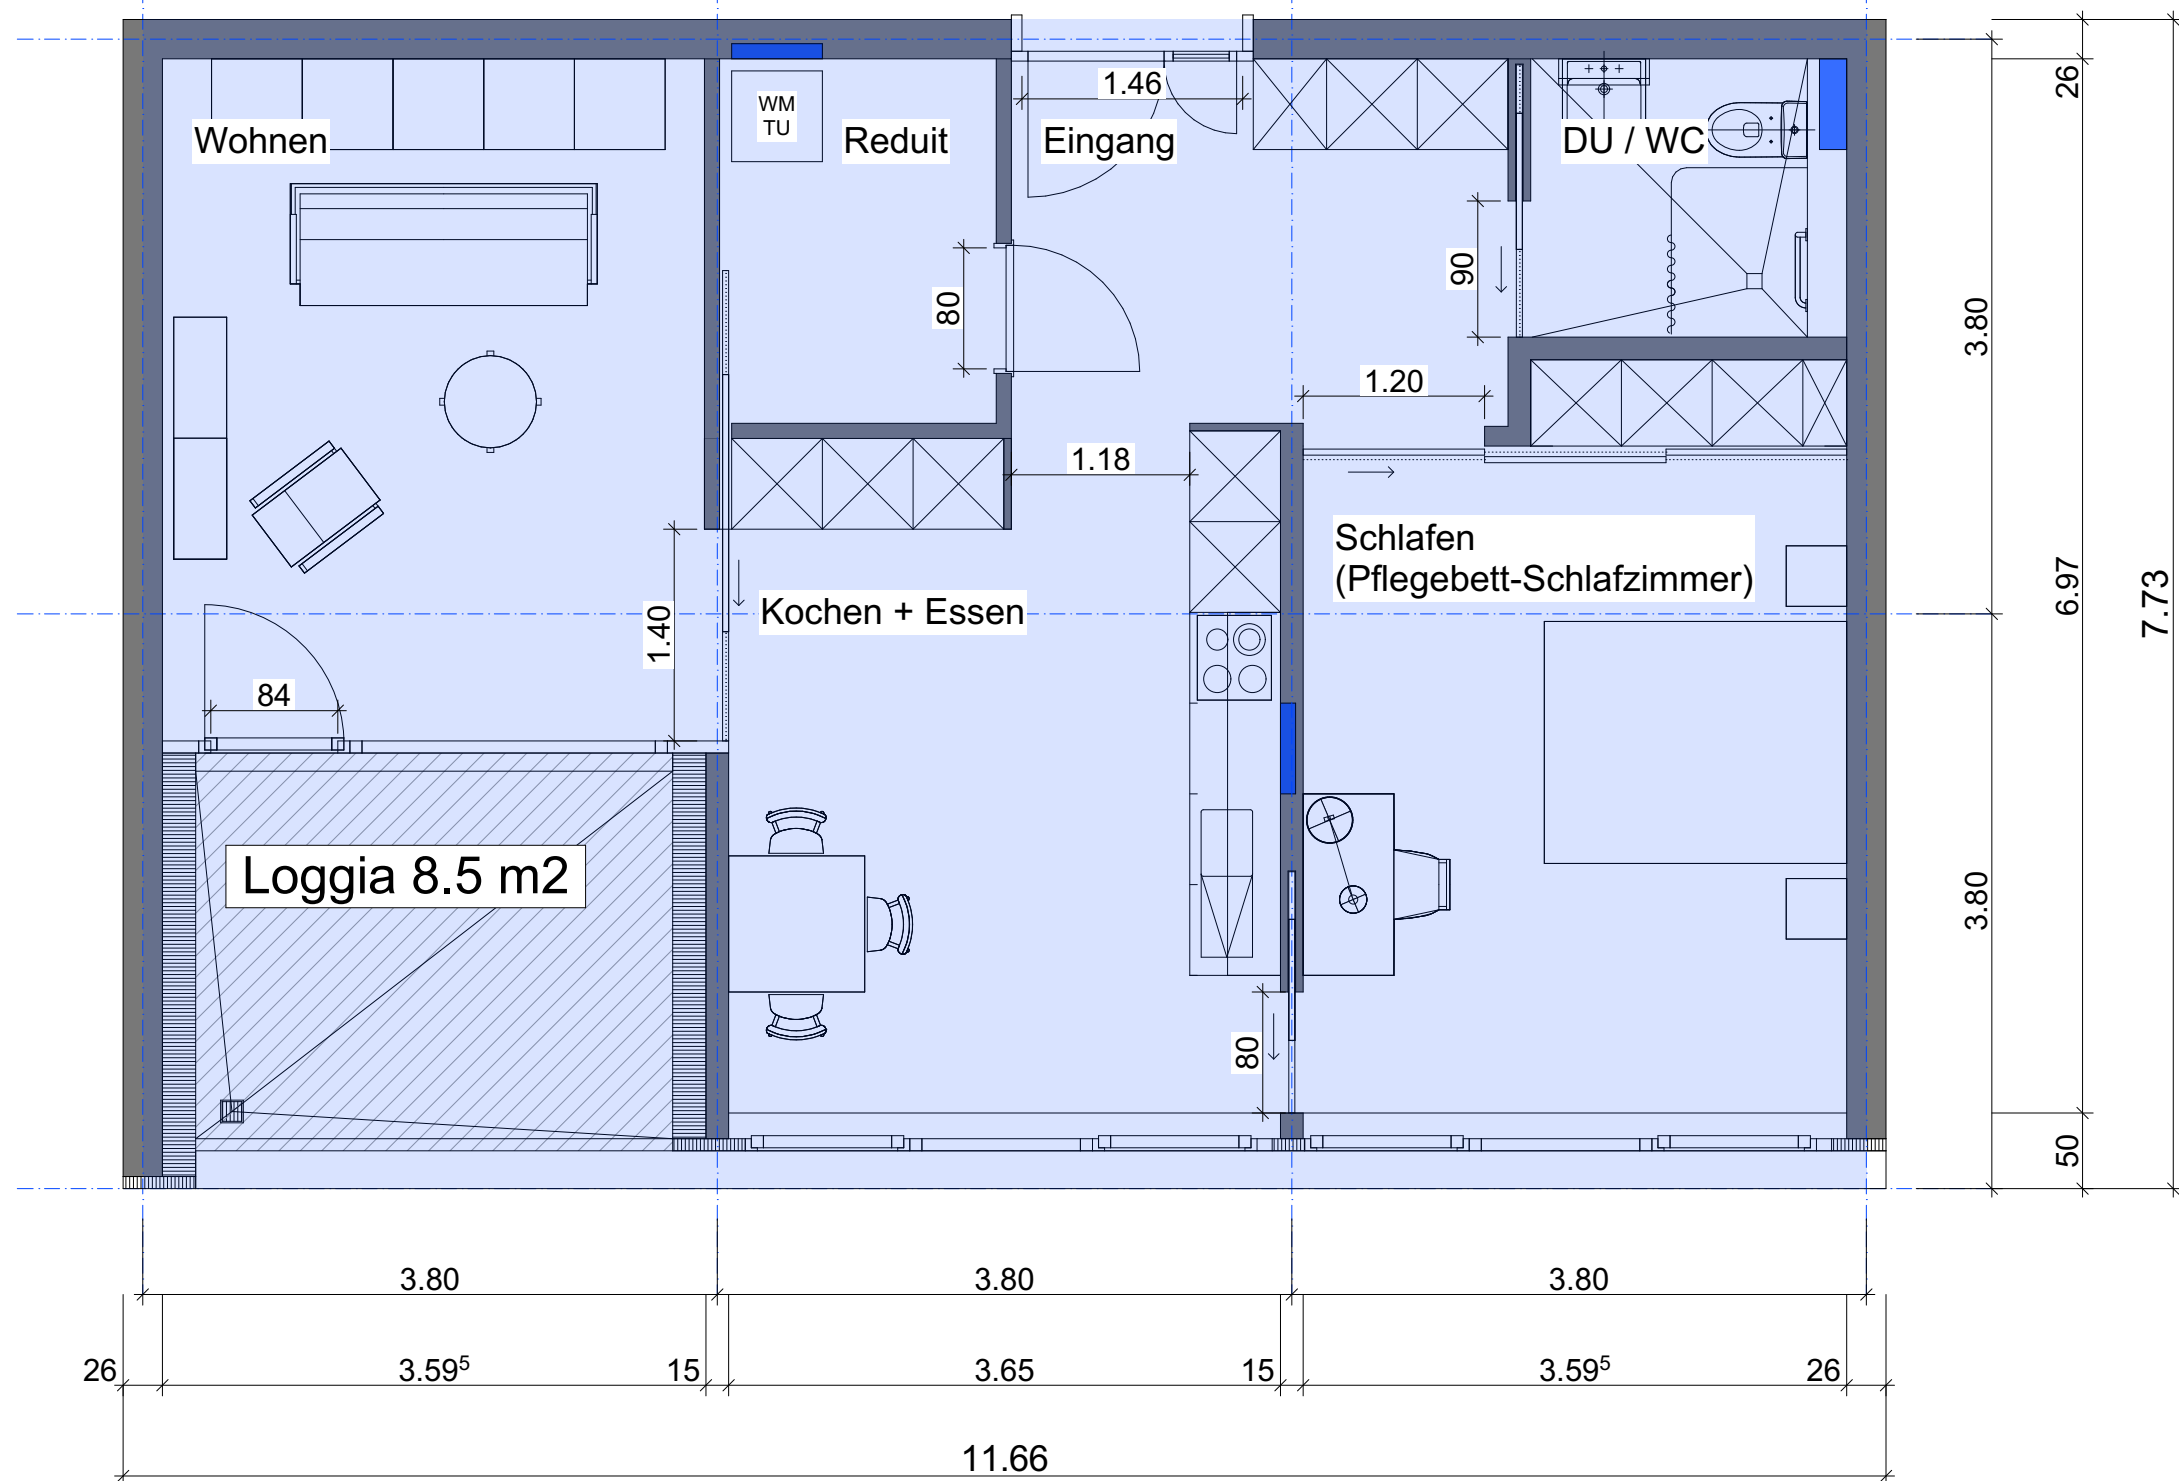 WM
TU
1.46
26
Wohnen
Reduit
Eingang
DU / WC
90
80
3.80
1.20
1.18
Schlafen
(Pflegebett-Schlafzimmer)
6.97
7.73
Kochen + Essen
1.40
84
Loggia 8.5 m2
3.80
80
50
3.80
3.80
3.80
26
3.59⁵
15
3.65
15
3.59⁵
26
11.66